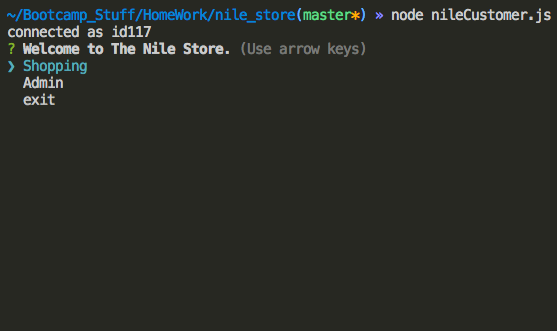 ~/Bootcamp_Stuff/HomeWork/nile_store(master*) » node nileCustomer.js
connected as id117
? Welcome to The Nile Store. (Use arrow keys)
❯ Shopping
Admin
exit